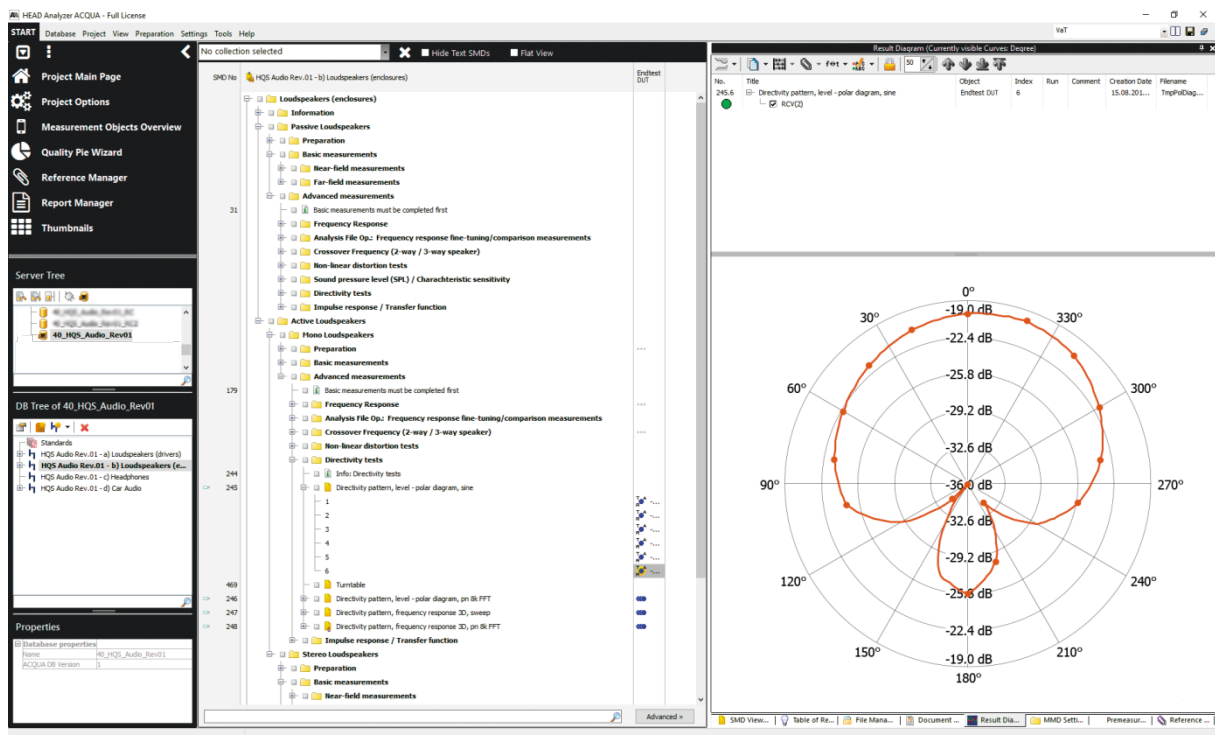 HEAD Analyzer ACQUA - Full License
START Database Project View Preparation Settings Tools Help
VaT
Project Main Page
Project Options
Measurement Objects Overview
Quality Pie Wizard
Reference Manager
Report Manager
Thumbnails
Server Tree
40_HQS_Audio_Rev01
DB Tree of 40_HQS_Audio_Rev01
Standards
HQS Audio Rev.01 - a) Loudspeakers (drivers)
HQS Audio Rev.01 - b) Loudspeakers (e...
HQS Audio Rev.01 - c) Headphones
HQS Audio Rev.01 - d) Car Audio
Properties
Database properties
Name 40_HQS_Audio_Rev01
ACQUA DB Version 1
No collection selected Hide Text SMDs Flat View
SMD No HQS Audio Rev.01 - b) Loudspeakers (enclosures) Endtest
DUT
Loudspeakers (enclosures)
Information
Passive Loudspeakers
Preparation
Basic measurements
Near-field measurements
Far-field measurements
Advanced measurements
31 Basic measurements must be completed first
Frequency Response
Analysis File Op.: Frequency response fine-tuning/comparison measurements
Crossover Frequency (2-way / 3-way speaker)
Non-linear distortion tests
Sound pressure level (SPL) / Charachteristic sensitivity
Directivity tests
Impulse response / Transfer function
Active Loudspeakers
Mono Loudspeakers
Preparation
Basic measurements
Advanced measurements
179 Basic measurements must be completed first
Frequency Response
Analysis File Op.: Frequency response fine-tuning/comparison measurements
Crossover Frequency (2-way / 3-way speaker)
Non-linear distortion tests
Directivity tests
244 Info: Directivity tests
245 Directivity pattern, level - polar diagram, sine
1
2
3
4
5
6
469 Turntable
246 Directivity pattern, level - polar diagram, pn 8k FFT
247 Directivity pattern, frequency response 3D, sweep
248 Directivity pattern, frequency response 3D, pn 8k FFT
Impulse response / Transfer function
Stereo Loudspeakers
Preparation
Basic measurements
Near-field measurements
Advanced »
Result Diagram (Currently visible Curves: Degree)
50
No. Title Object Index Run Comment Creation Date Filename
245.6 Directivity pattern, level - polar diagram, sine Endtest DUT 6 15.08.201... TmpPolDiag...
RCV(2)
0°
-19.0 dB
30° 330°
-22.4 dB
-25.8 dB
60° 300°
-29.2 dB
-32.6 dB
90° -36.0 dB 270°
-32.6 dB
-29.2 dB
120° 240°
-25.8 dB
-22.4 dB
150° 210°
-19.0 dB
180°
SMD View... Table of Re... File Mana... Document ... Result Dia... MMD Setti... Premeasur... Reference ...